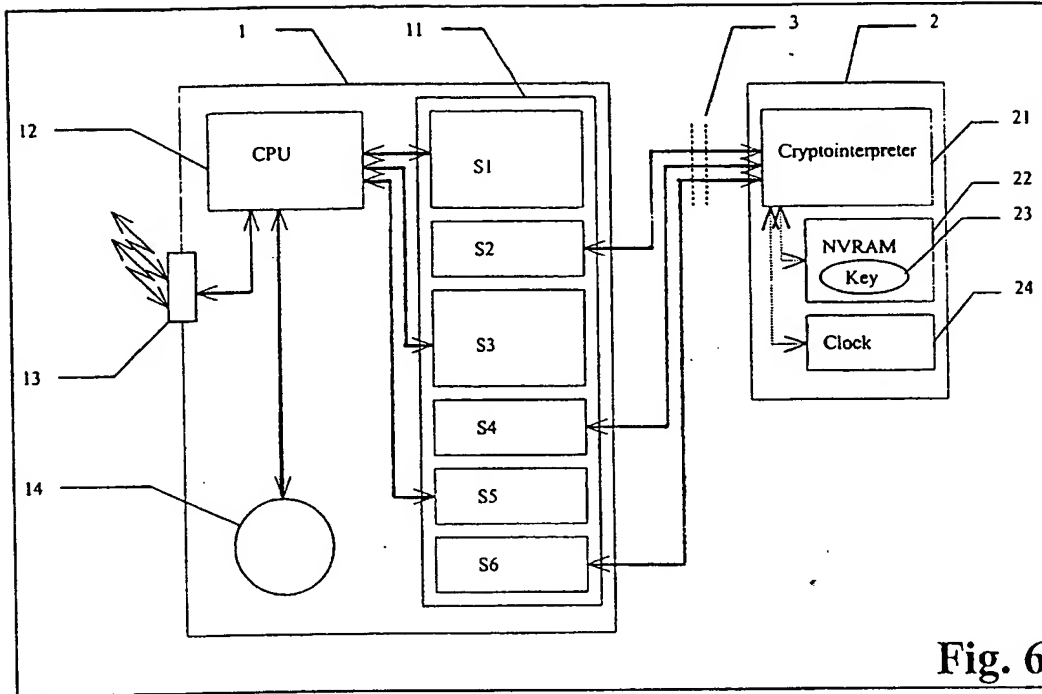 1
11
3
2
12
CPU
S1
Cryptointerpreter
21
22
S2
NVRAM
23
Key
S3
24
Clock
13
S4
14
S5
S6
Fig. 6